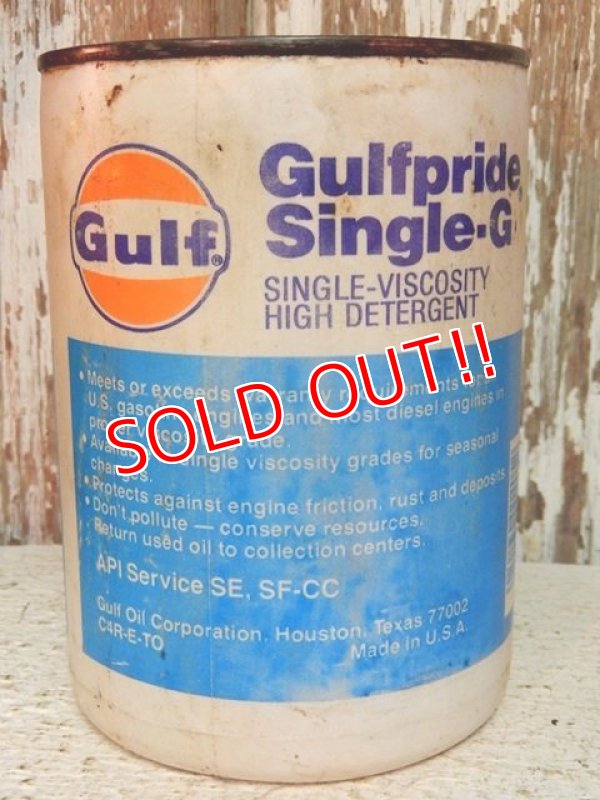 Gulf®
Gulfpride
Single-G
SINGLE-VISCOSITY
HIGH DETERGENT
• Meets or exceeds warranty requirements
U.S. engines and most diesel engines in
SOLD OUT!!
single viscosity grades for seasonal
changes.
• Protects against engine friction, rust and deposits
• Don't pollute — conserve resources.
Return used oil to collection centers.
API Service SE, SF-CC
Gulf Oil Corporation, Houston, Texas 77002
C4R-E-TO
Made in U.S.A.